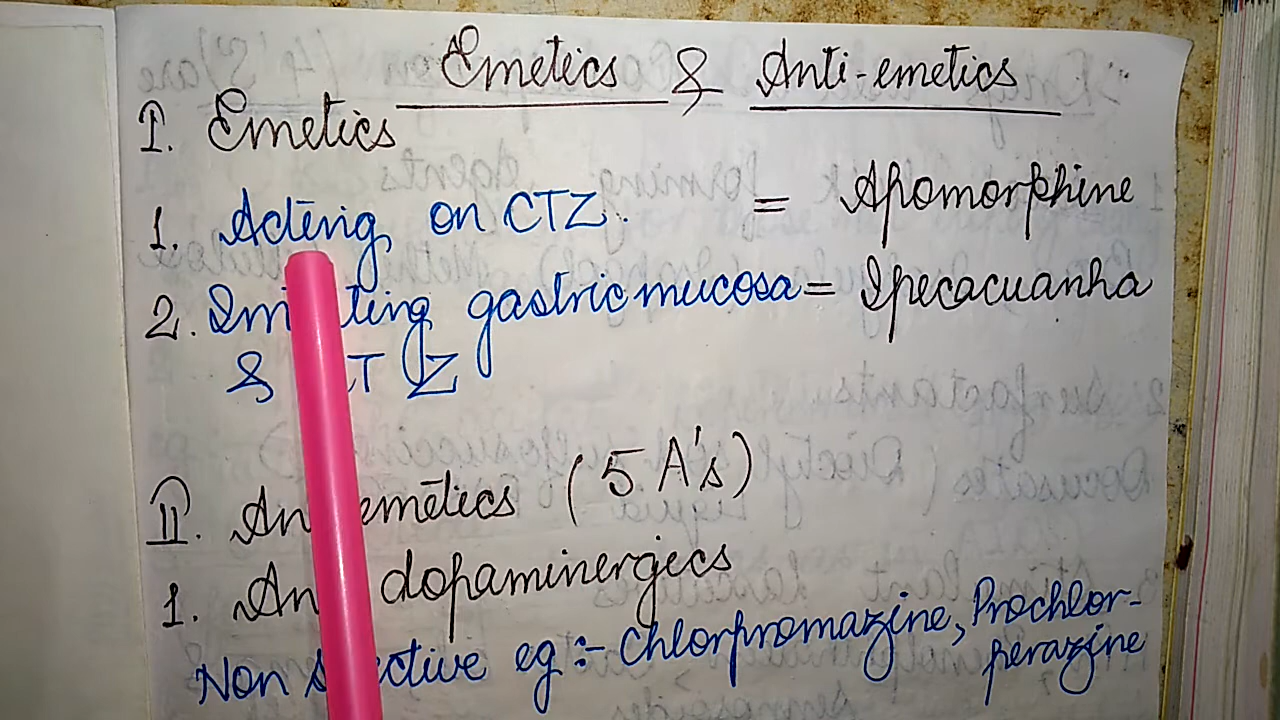 Emetics & Anti-emetics
I. Emetics
1. Acting on CTZ. = Apomorphine
2. gastric mucosa = Ipecacuanha
& Z
II. emetics (5 A's)
1. dopaminergecs
Non eg :- Chlorpromazine, Prochlor-
perazine